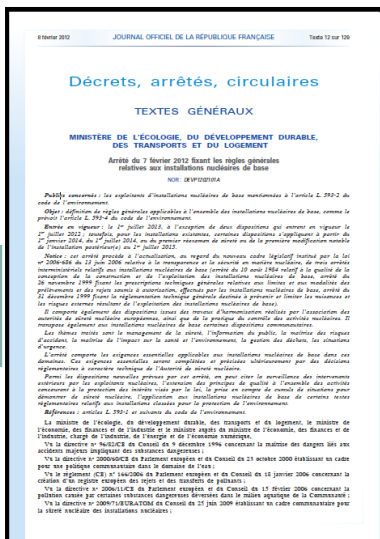 8 février 2012 JOURNAL OFFICIEL DE LA RÉPUBLIQUE FRANÇAISE Texte 12 sur 129
Décrets, arrêtés, circulaires
TEXTES GÉNÉRAUX
MINISTÈRE DE L'ÉCOLOGIE, DU DÉVELOPPEMENT DURABLE,
DES TRANSPORTS ET DU LOGEMENT
Arrêté du 7 février 2012 fixant les règles générales
relatives aux installations nucléaires de base
NOR : DEVP1202101A
Publics concernés : les exploitants d'installations nucléaires de base mentionnées à l'article L. 593-2 du
code de l'environnement.
Objet : définition de règles générales applicables à l'ensemble des installations nucléaires de base, comme le
prévoit l'article L. 593-4 du code de l'environnement.
Entrée en vigueur : le 1er juillet 2013, à l'exception de deux dispositions qui entrent en vigueur le
1er juillet 2012 ; toutefois, pour les installations existantes, certaines dispositions s'appliquent à partir du
1er janvier 2014, du 1er juillet 2014, ou du premier réexamen de sûreté ou de la première modification notable
de l'installation postérieur(e) au 1er juillet 2015.
Notice : cet arrêté procède à l'actualisation, au regard du nouveau cadre législatif institué par la loi
n° 2006-686 du 13 juin 2006 relative à la transparence et la sécurité en matière nucléaire, de trois arrêtés
interministériels relatifs aux installations nucléaires de base (arrêté du 10 août 1984 relatif à la qualité de la
conception de la construction et de l'exploitation des installations nucléaires de base, arrêté du
26 novembre 1999 fixant les prescriptions générales relatives aux limites et aux modalités des
prélèvements et des rejets soumis à autorisation, effectués par les installations nucléaires de base, arrêté du
31 décembre 1999 fixant la réglementation technique générale destinée à prévenir et limiter les nuisances et
les risques externes résultant de l'exploitation des installations nucléaires de base).
Il comporte également des dispositions issues des travaux d'harmonisation réalisés par l'association des
autorités de sûreté nucléaire européennes, ainsi que de la pratique du contrôle des activités nucléaires. Il
transpose également aux installations nucléaires de base certaines dispositions communautaires.
Les thèmes traités sont le management de la sûreté, l'information du public, la maîtrise des risques
d'accident, la maîtrise de l'impact sur la santé et l'environnement, la gestion des déchets, les situations
d'urgence.
L'arrêté comporte les exigences essentielles applicables aux installations nucléaires de base dans ces
domaines. Ces exigences seront complétées et précisées ultérieurement par des décisions
réglementaires à caractère technique de l'Autorité de sûreté nucléaire.
Parmi les dispositions nouvelles prévues par cet arrêté, on peut citer la surveillance des intervenants
extérieurs par les exploitants nucléaires, l'extension des principes de qualité à l'ensemble des activités
concourant à la protection des intérêts visés par la loi, la prise en compte de cumuls de situations pour
démontrer de sûreté nucléaire, l'application aux installations nucléaires de base de certains textes
réglementaires relatifs aux installations classées pour la protection de l'environnement.
Références : articles L. 593-1 et suivants du code de l'environnement.
La ministre de l'écologie, du développement durable, des transports et du logement, le ministre de
l'économie, des finances et de l'industrie et le ministre auprès du ministre de l'économie, des finances et de
l'industrie, chargé de l'industrie, de l'énergie et de l'économie numérique,
Vu la directive n° 96/82/CE du Conseil du 9 décembre 1996 concernant la maîtrise des dangers liés aux
accidents majeurs impliquant des substances dangereuses ;
Vu la directive n° 2000/60/CE du Parlement européen et du Conseil du 23 octobre 2000 établissant un cadre
pour une politique communautaire dans le domaine de l'eau ;
Vu le règlement (CE) n° 166/2006 du Parlement européen et du Conseil du 18 janvier 2006 concernant la
création d'un registre européen des rejets et des transferts de polluants ;
Vu la directive n° 2006/11/CE du Parlement européen et du Conseil du 15 février 2006 concernant la
pollution causée par certaines substances dangereuses déversées dans le milieu aquatique de la Communauté ;
Vu la directive n° 2009/71/EURATOM du Conseil du 25 juin 2009 établissant un cadre communautaire pour
la sûreté nucléaire des installations nucléaires ;